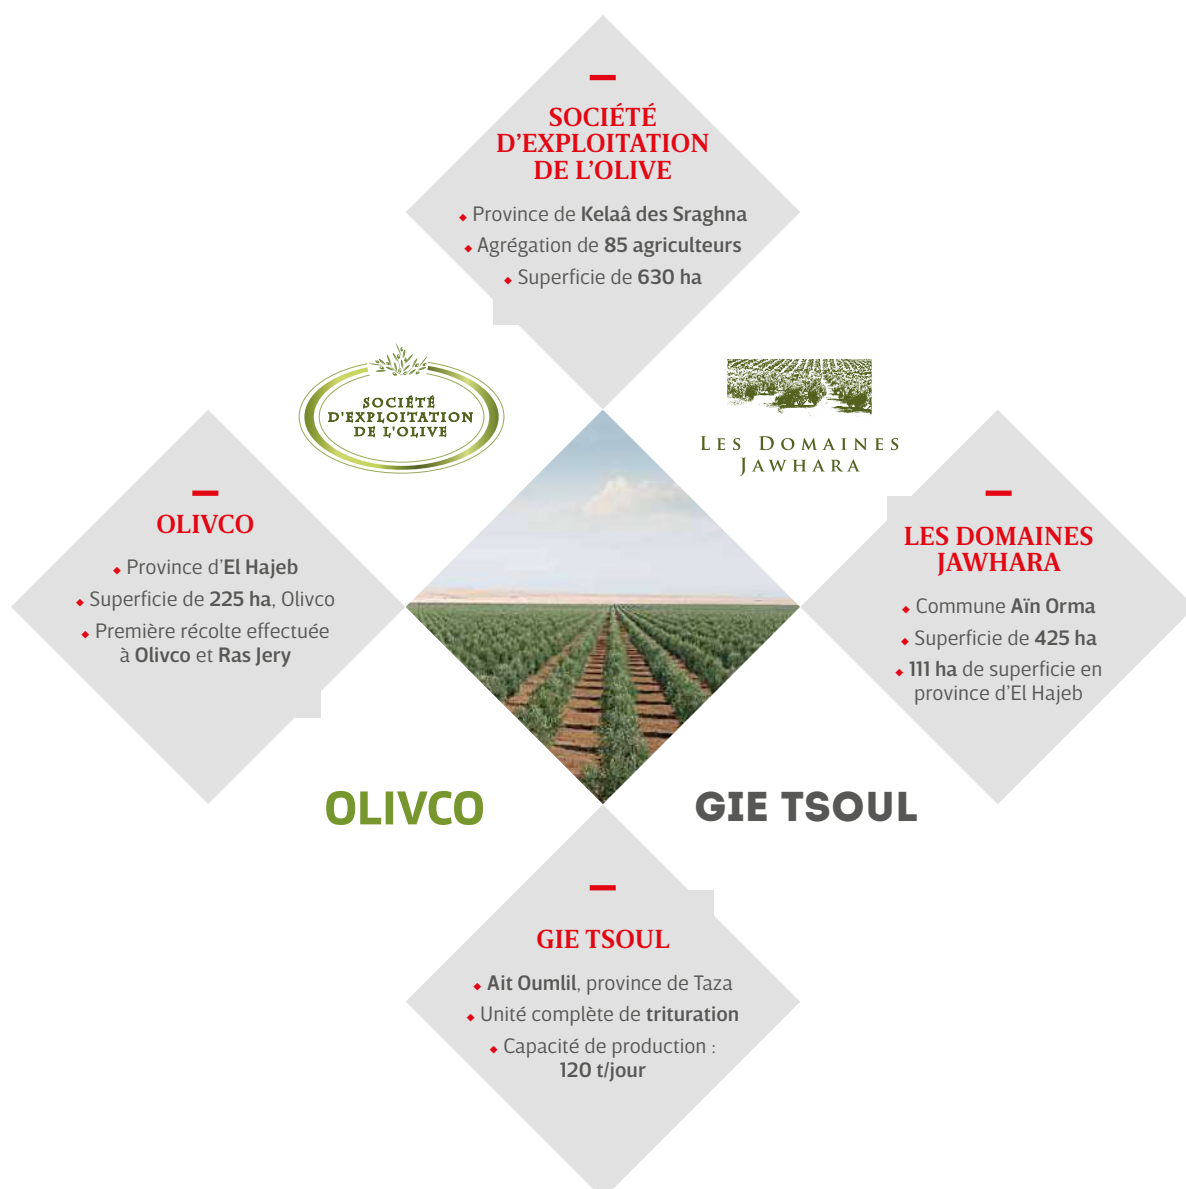 SOCIÉTÉ
D’EXPLOITATION
DE L’OLIVE
Province de Kelaâ des Sraghna
Agrégation de 85 agriculteurs
Superficie de 630 ha
SOCIÉTÉ
D'EXPLOITATION
DE L'OLIVE
LES DOMAINES
JAWHARA
OLIVCO
Province d’El Hajeb
Superficie de 225 ha, Olivco
Première récolte effectuée
à Olivco et Ras Jery
LES DOMAINES
JAWHARA
Commune Aïn Orma
Superficie de 425 ha
111 ha de superficie en
province d’El Hajeb
OLIVCO
GIE TSOUL
GIE TSOUL
Ait Oumlil, province de Taza
Unité complète de trituration
Capacité de production :
120 t/jour